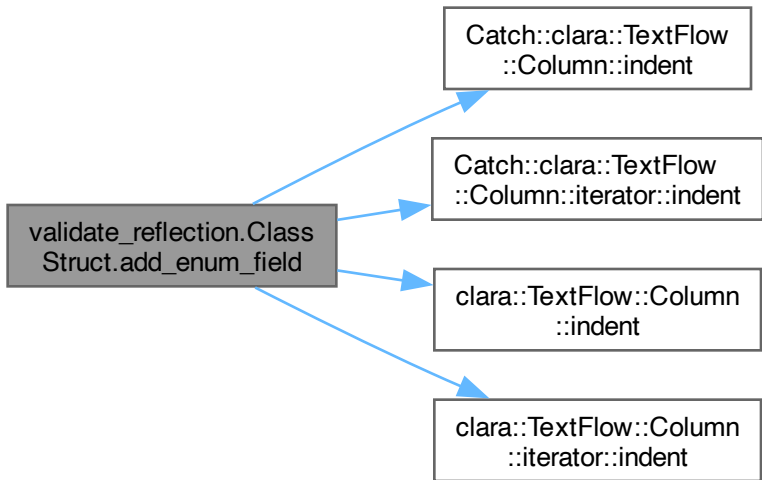 Catch::clara::TextFlow
::Column::indent
Catch::clara::TextFlow
::Column::iterator::indent
validate_reflection.Class
Struct.add_enum_field
clara::TextFlow::Column
::indent
clara::TextFlow::Column
::iterator::indent